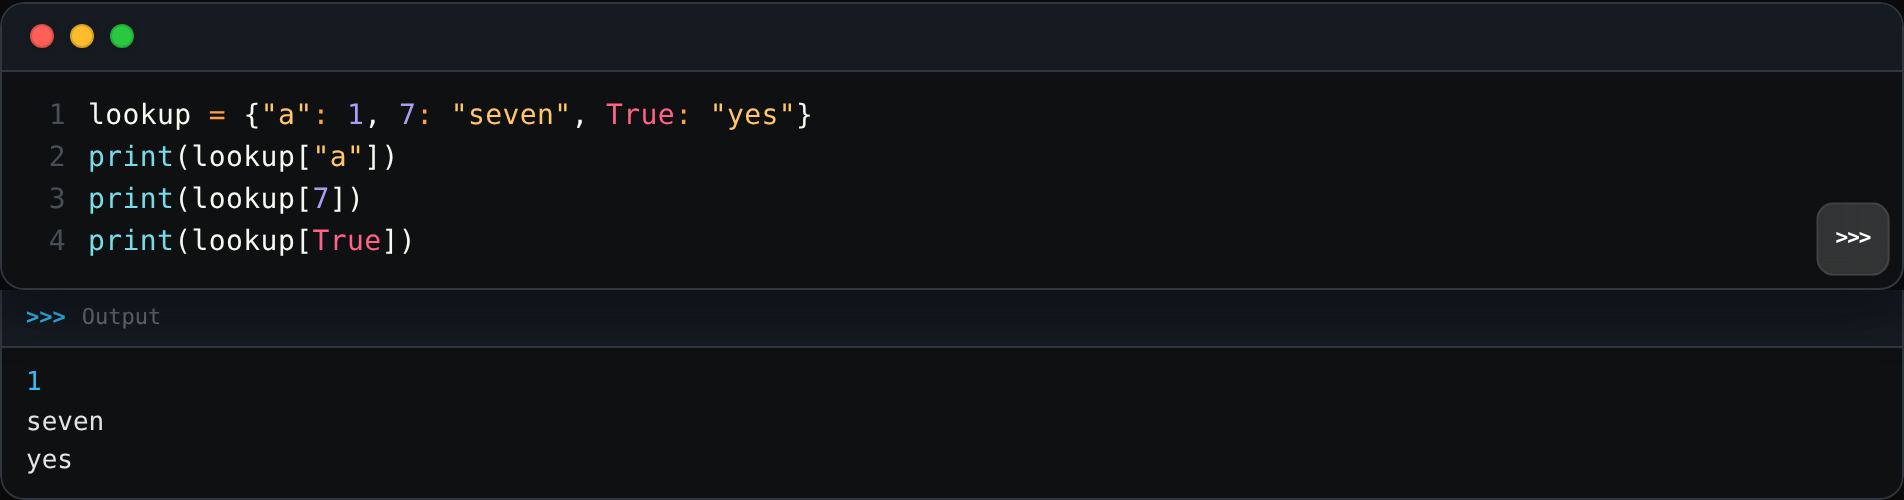 1 lookup = {"a": 1, 7: "seven", True: "yes"}
2 print(lookup["a"])
3 print(lookup[7])
4 print(lookup[True])
>>>
>>> Output
1
seven
yes